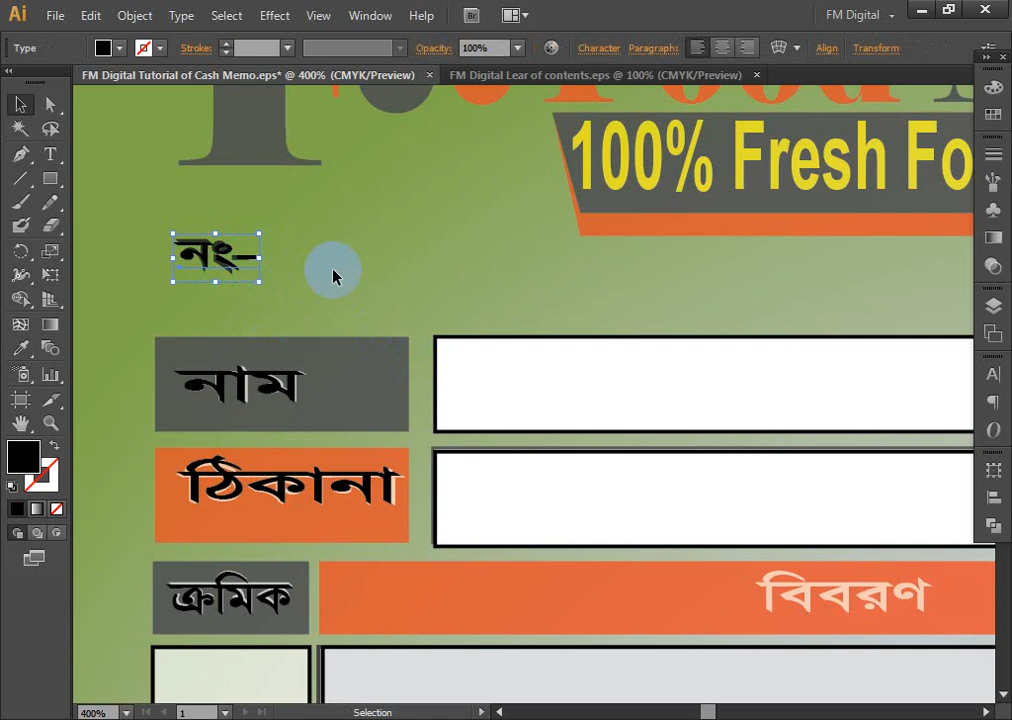 Ai File Edit Object Type Select Effect View Window Help Br FM Digital
Type Stroke: Opacity: 100% Character Paragraph: Align Transform
FM Digital Tutorial of Cash Memo.eps* @ 400% (CMYK/Preview) × FM Digital Lear of contents.eps @ 100% (CMYK/Preview) ×
100% Fresh Fo
নং–
নাম
ঠিকানা
ক্রমিক বিবরণ
400% 1 Selection